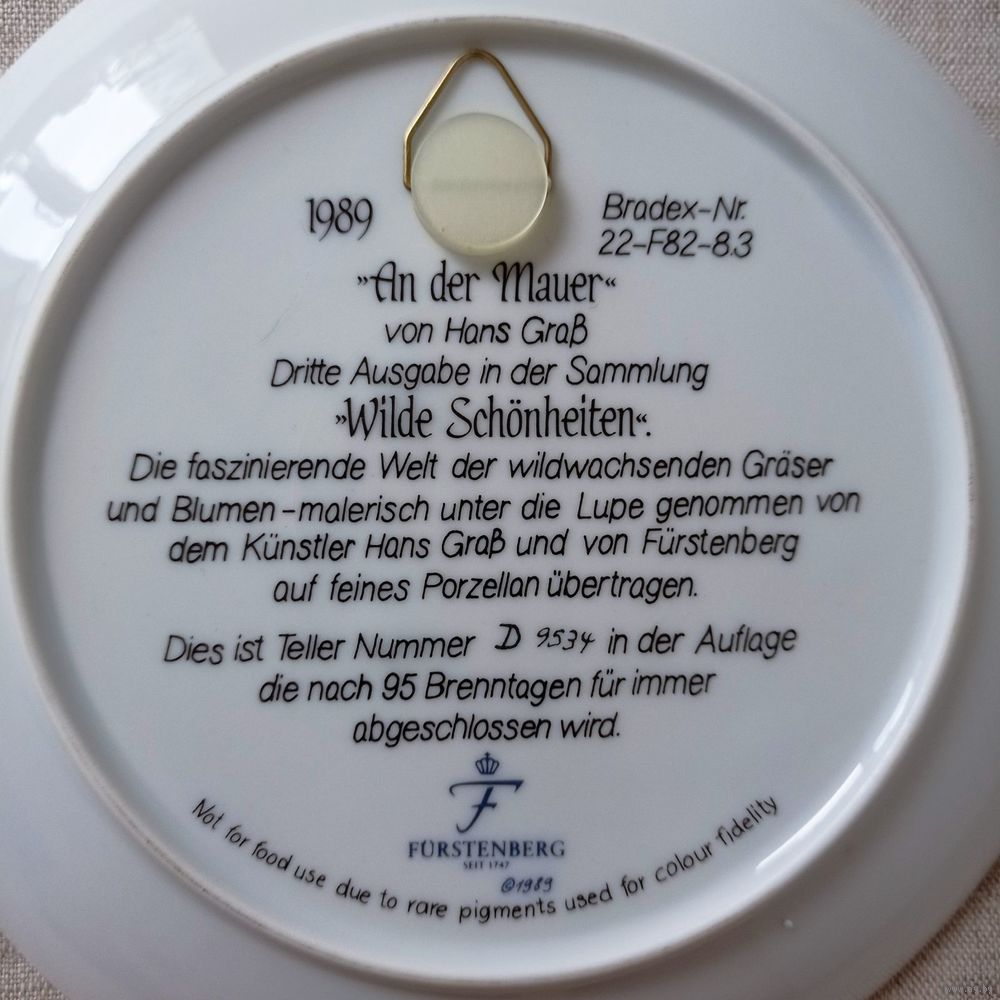 1989
Bradex-Nr.
22-F82-8.3
»An der Mauer«
von Hans Graß
Dritte Ausgabe in der Sammlung
»Wilde Schönheiten«.
Die faszinierende Welt der wildwachsenden Gräser
und Blumen-malerisch unter die Lupe genommen von
dem Künstler Hans Graß und von Fürstenberg
auf feines Porzellan übertragen.
Dies ist Teller Nummer D 9534 in der Auflage
die nach 95 Brenntagen für immer
abgeschlossen wird.
F
FÜRSTENBERG
SEIT 1747
©1989
Not for food use due to rare pigments used for colour fidelity